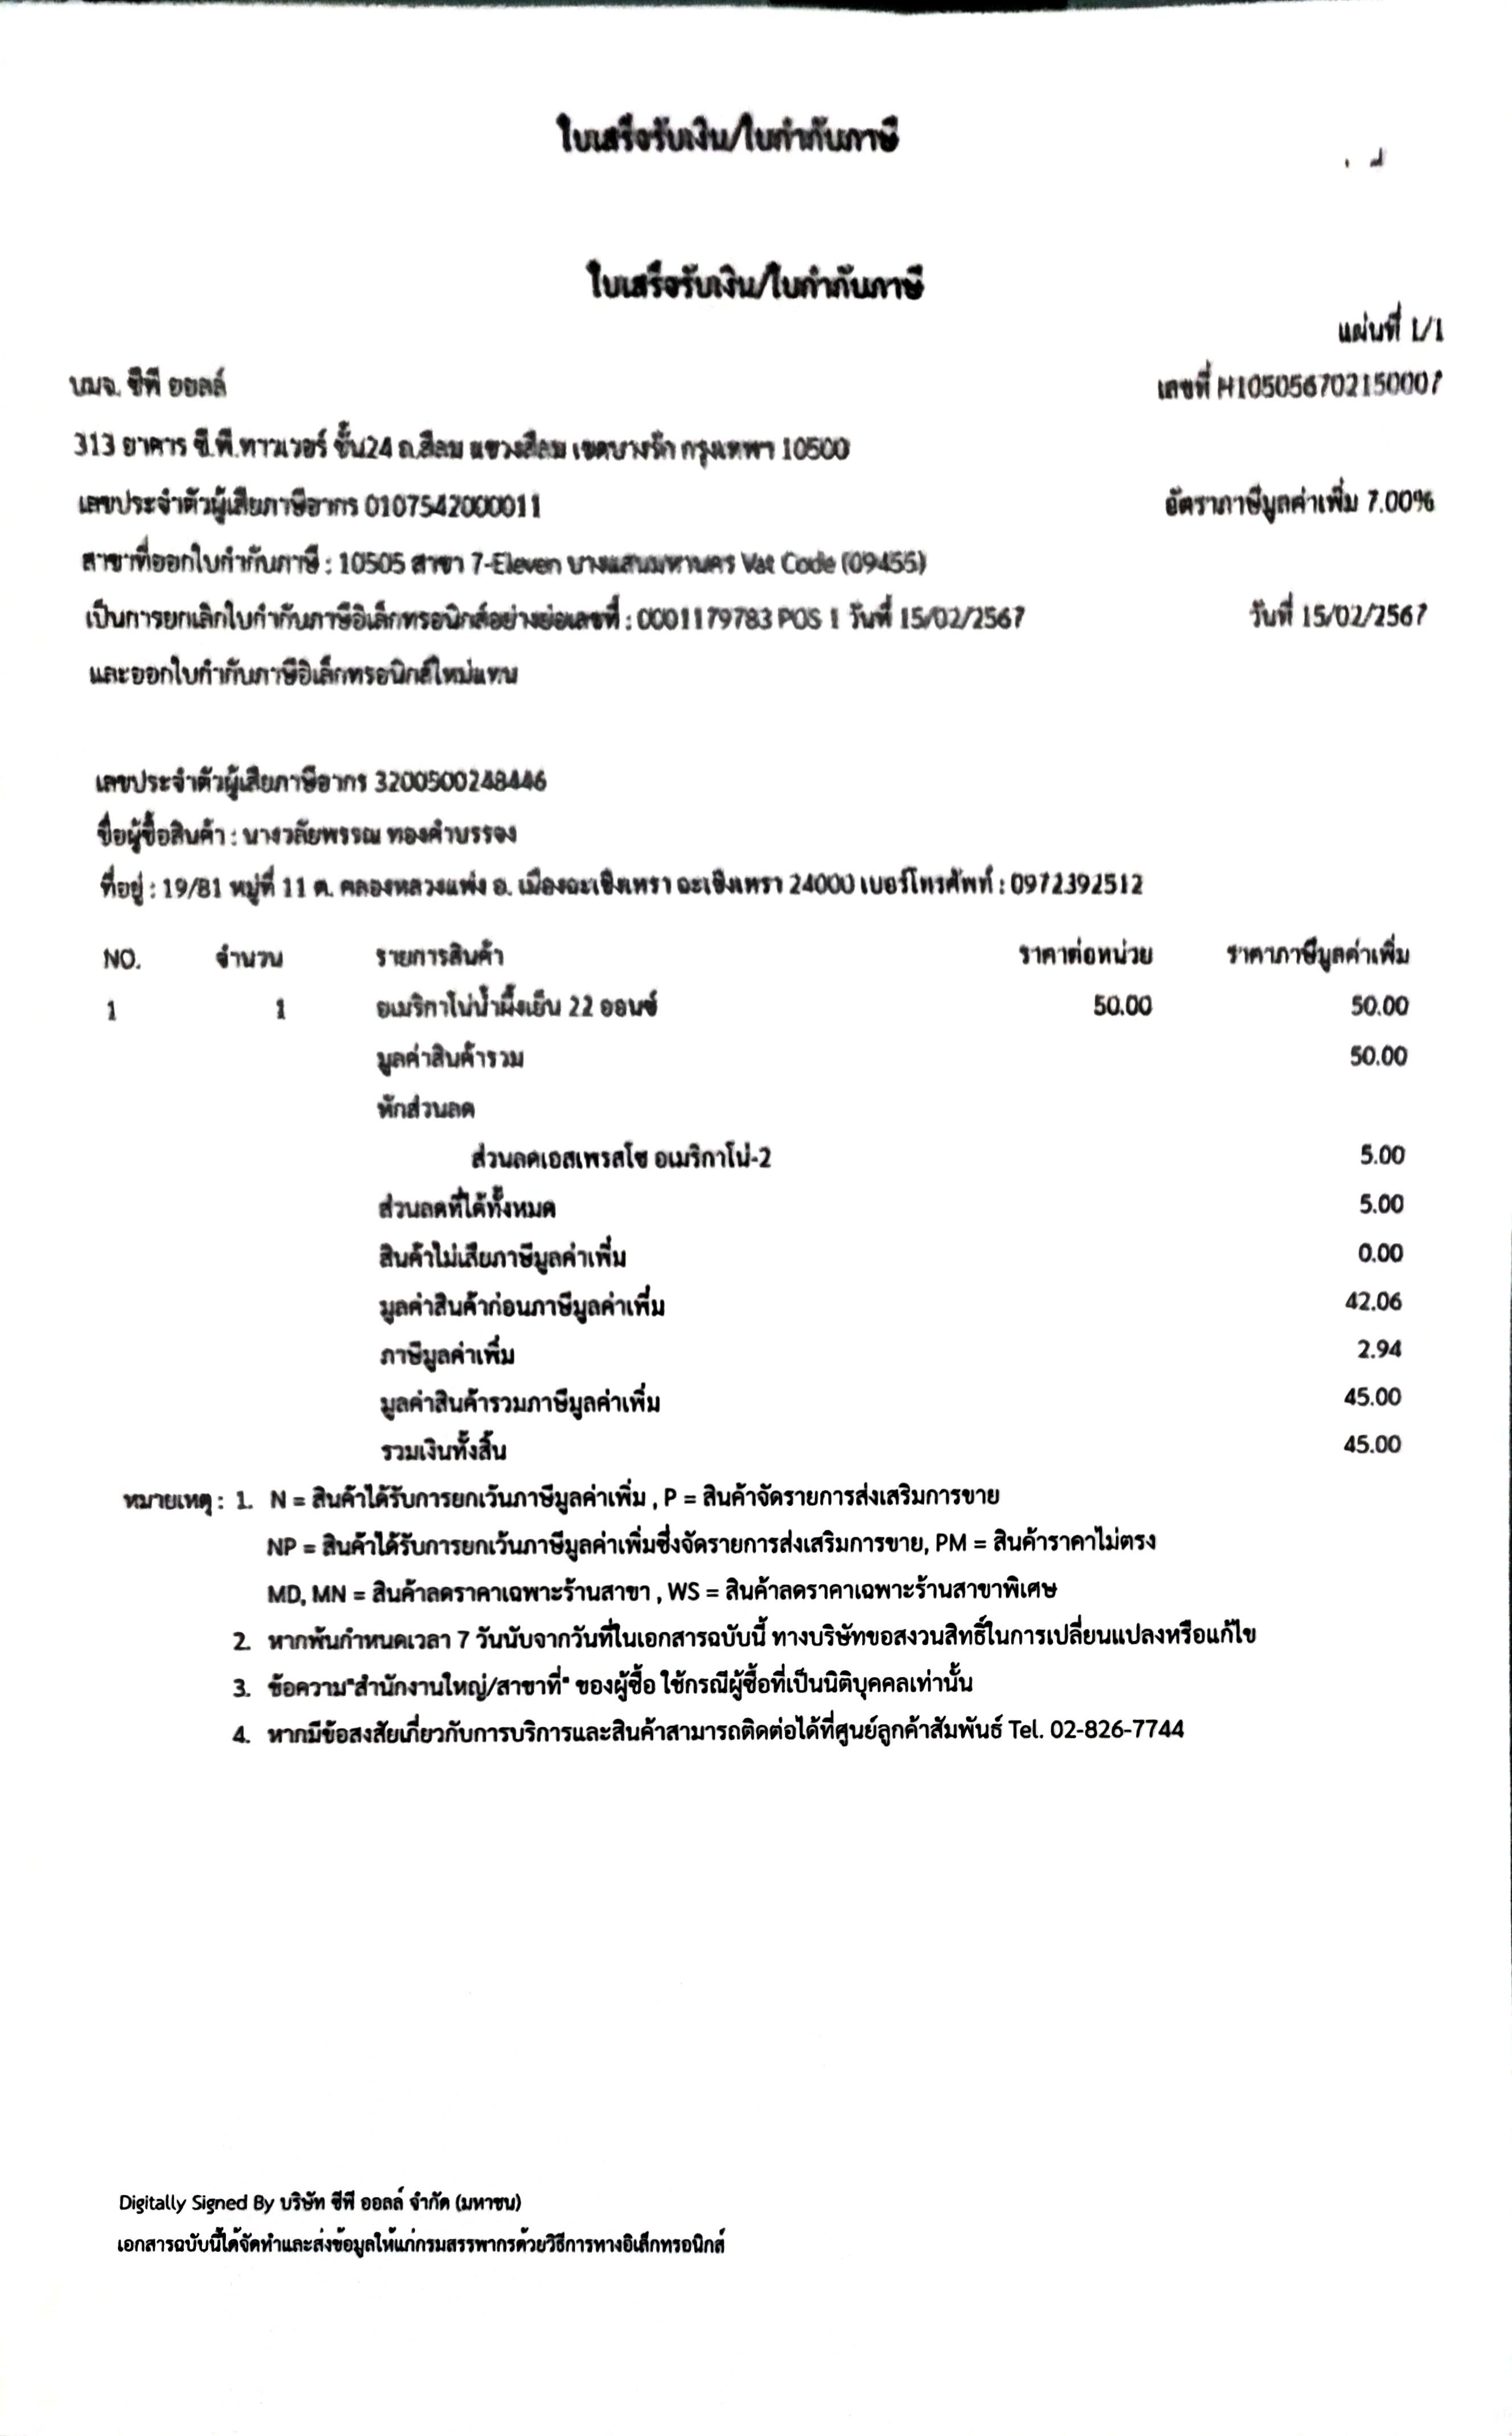 ใบเสร็จรับเงิน/ใบกำกับภาษี
ใบเสร็จรับเงิน/ใบกำกับภาษี
แผ่นที่ 1/1
บมจ. ซีพี ออลล์ เลขที่ H105056702150007
313 อาคาร ซี.พี.ทาวเวอร์ ชั้น24 ถ.สีลม แขวงสีลม เขตบางรัก กรุงเทพฯ 10500
เลขประจำตัวผู้เสียภาษีอากร 0107542000011 อัตราภาษีมูลค่าเพิ่ม 7.00%
สาขาที่ออกใบกำกับภาษี : 10505 สาขา 7-Eleven บางแสนมหานคร Vat Code (09455)
เป็นการยกเลิกใบกำกับภาษีอิเล็กทรอนิกส์อย่างย่อเลขที่ : 0001179783 POS 1 วันที่ 15/02/2567 วันที่ 15/02/2567
และออกใบกำกับภาษีอิเล็กทรอนิกส์ใหม่แทน
เลขประจำตัวผู้เสียภาษีอากร 3200500248446
ชื่อผู้ซื้อสินค้า : นางวลัยพรรณ ทองคำบรรจง
ที่อยู่ : 19/81 หมู่ที่ 11 ต. คลองหลวงแพ่ง อ. เมืองฉะเชิงเทรา ฉะเชิงเทรา 24000 เบอร์โทรศัพท์ : 0972392512
NO. จำนวน รายการสินค้า ราคาต่อหน่วย ราคาภาษีมูลค่าเพิ่ม
1 1 อเมริกาโน่น้ำผึ้งเย็น 22 ออนซ์ 50.00 50.00
มูลค่าสินค้ารวม 50.00
หักส่วนลด
ส่วนลดเอสเพรสโซ อเมริกาโน่-2 5.00
ส่วนลดที่ได้ทั้งหมด 5.00
สินค้าไม่เสียภาษีมูลค่าเพิ่ม 0.00
มูลค่าสินค้าก่อนภาษีมูลค่าเพิ่ม 42.06
ภาษีมูลค่าเพิ่ม 2.94
มูลค่าสินค้ารวมภาษีมูลค่าเพิ่ม 45.00
รวมเงินทั้งสิ้น 45.00
หมายเหตุ : 1. N = สินค้าได้รับการยกเว้นภาษีมูลค่าเพิ่ม , P = สินค้าจัดรายการส่งเสริมการขาย
NP = สินค้าได้รับการยกเว้นภาษีมูลค่าเพิ่มซึ่งจัดรายการส่งเสริมการขาย, PM = สินค้าราคาไม่ตรง
MD, MN = สินค้าลดราคาเฉพาะร้านสาขา , WS = สินค้าลดราคาเฉพาะร้านสาขาพิเศษ
2. หากพ้นกำหนดเวลา 7 วันนับจากวันที่ในเอกสารฉบับนี้ ทางบริษัทขอสงวนสิทธิ์ในการเปลี่ยนแปลงหรือแก้ไข
3. ข้อความ"สำนักงานใหญ่/สาขาที่" ของผู้ซื้อ ใช้กรณีผู้ซื้อที่เป็นนิติบุคคลเท่านั้น
4. หากมีข้อสงสัยเกี่ยวกับการบริการและสินค้าสามารถติดต่อได้ที่ศูนย์ลูกค้าสัมพันธ์ Tel. 02-826-7744
Digitally Signed By บริษัท ซีพี ออลล์ จำกัด (มหาชน)
เอกสารฉบับนี้ได้จัดทำและส่งข้อมูลให้แก่กรมสรรพากรด้วยวิธีการทางอิเล็กทรอนิกส์